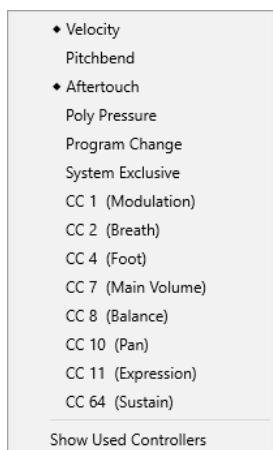 ◆ Velocity
Pitchbend
◆ Aftertouch
Poly Pressure
Program Change
System Exclusive
CC 1 (Modulation)
CC 2 (Breath)
CC 4 (Foot)
CC 7 (Main Volume)
CC 8 (Balance)
CC 10 (Pan)
CC 11 (Expression)
CC 64 (Sustain)
Show Used Controllers